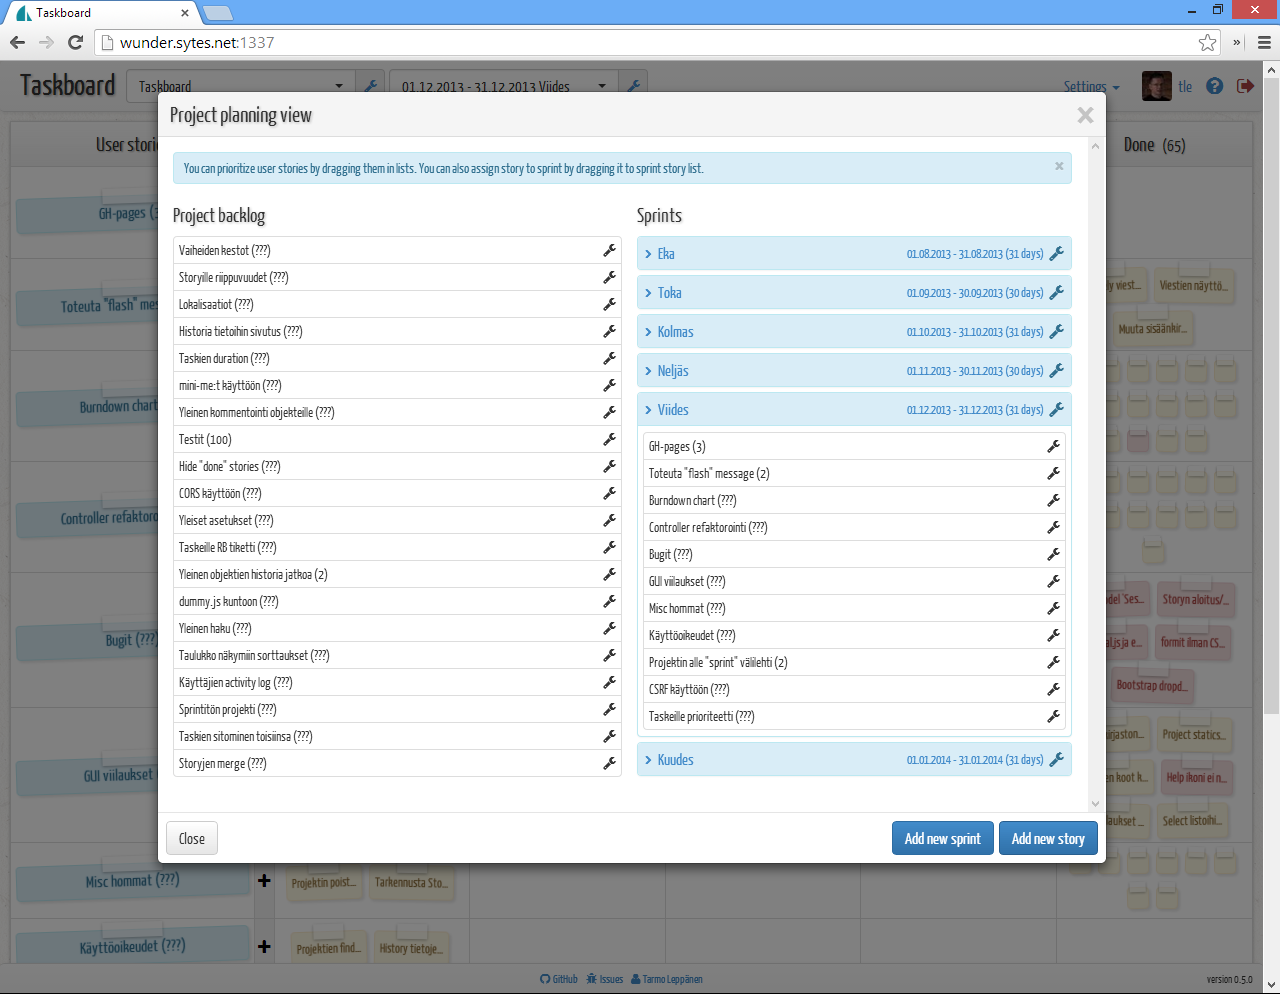 Taskboard
wunder.sytes.net:1337
Taskboard
Taskboard
01.12.2013 - 31.12.2013 Viides
Settings
tle
Project planning view
You can prioritize user stories by dragging them in lists. You can also assign story to sprint by dragging it to sprint story list.
Project backlog
Vaiheiden kestot (???)
Storyille riippuvuudet (???)
Lokalisaatiot (???)
Historia tietoihin sivutus (???)
Taskien duration (???)
mini-me:t käyttöön (???)
Yleinen kommentointi objekteille (???)
Testit (100)
Hide "done" stories (???)
CORS käyttöön (???)
Yleiset asetukset (???)
Taskeille RB tiketti (???)
Yleinen objektien historia jatkoa (2)
dummy.js kuntoon (???)
Yleinen haku (???)
Taulukko näkymiin sorttaukset (???)
Käyttäjien activity log (???)
Sprintitön projekti (???)
Taskien sitominen toisiinsa (???)
Storyjen merge (???)
Sprints
Eka 01.08.2013 - 31.08.2013 (31 days)
Toka 01.09.2013 - 30.09.2013 (30 days)
Kolmas 01.10.2013 - 31.10.2013 (31 days)
Neljäs 01.11.2013 - 30.11.2013 (30 days)
Viides 01.12.2013 - 31.12.2013 (31 days)
GH-pages (3)
Toteuta "flash" message (2)
Burndown chart (???)
Controller refaktorointi (???)
Bugit (???)
GUI viilaukset (???)
Misc hommat (???)
Käyttöoikeudet (???)
Projektin alle "sprint" välilehti (2)
CSRF käyttöön (???)
Taskeille prioriteetti (???)
Kuudes 01.01.2014 - 31.01.2014 (31 days)
Close
Add new sprint
Add new story
User stori
GH-pages (3
Toteuta "flash" mes
Burndown chart
Controller refakto
Bugit (???)
GUI viilaukset
Misc hommat (???)
Käyttöoikeudet (???)
Projektin poist...
Tarkennusta Sto...
Projektien find...
History tietoje...
Done (65)
ly viest...
Viestien näyttö...
Muuta sisäänkir...
del 'Ses...
Storyn aloitus/...
al.js ja e...
formit ilman CS...
Bootstrap dropd...
irjaston...
Project statics...
en koot k...
Help ikoni ei n...
aukset ...
Select listoihi...
GitHub Issues Tarmo Leppänen
version 0.5.0